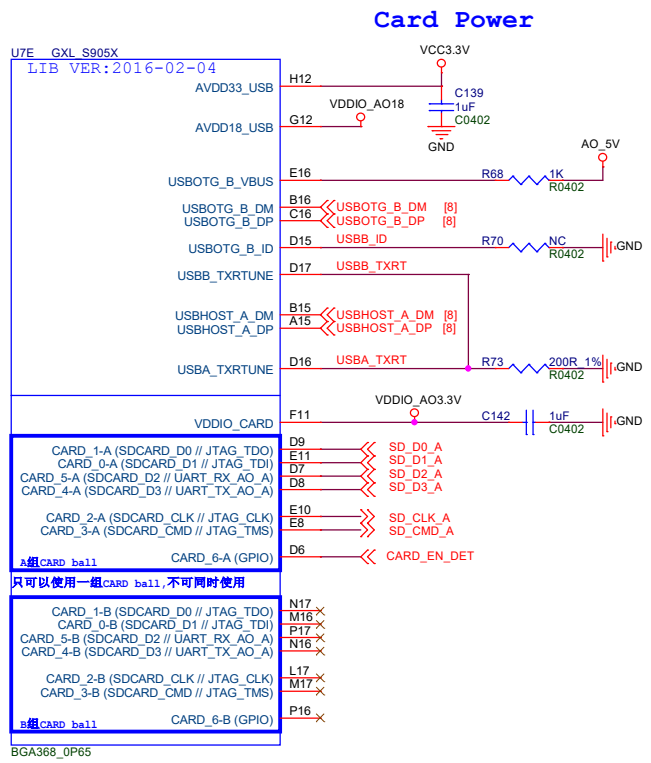 Card Power
U7E GXL_S905X
LIB VER:2016-02-04
VCC3.3V
AVDD33_USB H12
C139
1uF
C0402
GND
VDDIO_AO18
AVDD18_USB G12
AO_5V
USBOTG_B_VBUS E16 R68 1K
R0402
USBOTG_B_DM B16 USBOTG_B_DM [8]
USBOTG_B_DP C16 USBOTG_B_DP [8]
USBOTG_B_ID D15 USBB_ID R70 NC GND
R0402
USBB_TXRTUNE D17 USBB_TXRT
USBHOST_A_DM B15 USBHOST_A_DM [8]
USBHOST_A_DP A15 USBHOST_A_DP [8]
USBA_TXRTUNE D16 USBA_TXRT R73 200R_1% GND
R0402
VDDIO_AO3.3V
VDDIO_CARD F11 C142 1uF GND
C0402
CARD_1-A (SDCARD_D0 // JTAG_TDO) D9 SD_D0_A
CARD_0-A (SDCARD_D1 // JTAG_TDI) E11 SD_D1_A
CARD_5-A (SDCARD_D2 // UART_RX_AO_A) D7 SD_D2_A
CARD_4-A (SDCARD_D3 // UART_TX_AO_A) D8 SD_D3_A
CARD_2-A (SDCARD_CLK // JTAG_CLK) E10 SD_CLK_A
CARD_3-A (SDCARD_CMD // JTAG_TMS) E8 SD_CMD_A
CARD_6-A (GPIO) D6 CARD_EN_DET
A组CARD ball
只可以使用一组CARD ball,不可同时使用
CARD_1-B (SDCARD_D0 // JTAG_TDO) N17
CARD_0-B (SDCARD_D1 // JTAG_TDI) M16
CARD_5-B (SDCARD_D2 // UART_RX_AO_A) P17
CARD_4-B (SDCARD_D3 // UART_TX_AO_A) N16
CARD_2-B (SDCARD_CLK // JTAG_CLK) L17
CARD_3-B (SDCARD_CMD // JTAG_TMS) M17
CARD_6-B (GPIO) P16
B组CARD ball
BGA368_0P65